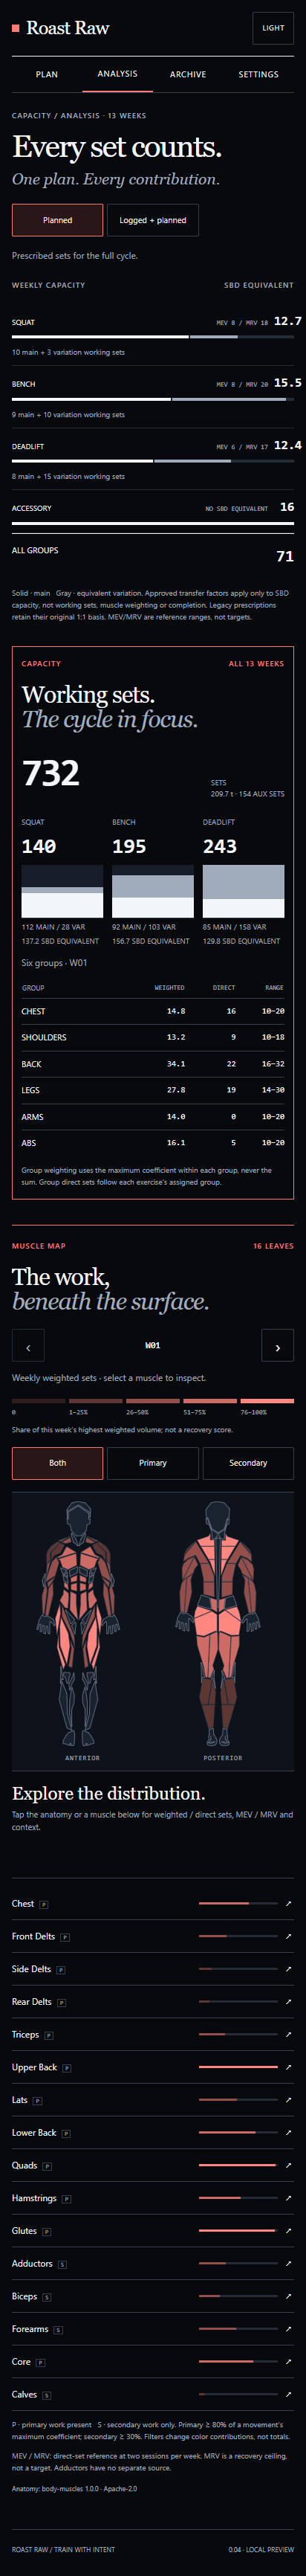 Roast Raw
LIGHT
PLAN ANALYSIS ARCHIVE SETTINGS
CAPACITY / ANALYSIS · 13 WEEKS
Every set counts.
One plan. Every contribution.
Planned Logged + planned
Prescribed sets for the full cycle.
WEEKLY CAPACITY SBD EQUIVALENT
SQUAT MEV 8 / MRV 18 12.7
10 main + 3 variation working sets
BENCH MEV 8 / MRV 20 15.5
9 main + 10 variation working sets
DEADLIFT MEV 6 / MRV 17 12.4
8 main + 15 variation working sets
ACCESSORY NO SBD EQUIVALENT 16
ALL GROUPS 71
Solid · main Gray · equivalent variation. Approved transfer factors apply only to SBD
capacity, not working sets, muscle weighting or completion. Legacy prescriptions
retain their original 1:1 basis. MEV/MRV are reference ranges, not targets.
CAPACITY ALL 13 WEEKS
Working sets.
The cycle in focus.
732
SETS
209.7 t · 154 AUX SETS
SQUAT BENCH DEADLIFT
140 195 243
112 MAIN / 28 VAR 92 MAIN / 103 VAR 85 MAIN / 158 VAR
137.2 SBD EQUIVALENT 156.7 SBD EQUIVALENT 129.8 SBD EQUIVALENT
Six groups · W01
GROUP WEIGHTED DIRECT RANGE
CHEST 14.8 16 10–20
SHOULDERS 13.2 9 10–18
BACK 34.1 22 16–32
LEGS 27.8 19 14–30
ARMS 14.0 0 10–20
ABS 16.1 5 10–20
Group weighting uses the maximum coefficient within each group, never the
sum. Group direct sets follow each exercise's assigned group.
MUSCLE MAP 16 LEAVES
The work,
beneath the surface.
‹ W01 ›
Weekly weighted sets · select a muscle to inspect.
0 1–25% 26–50% 51–75% 76–100%
Share of this week's highest weighted volume; not a recovery score.
Both Primary Secondary
ANTERIOR POSTERIOR
Explore the distribution.
Tap the anatomy or a muscle below for weighted / direct sets, MEV / MRV and
context.
Chest P ↗
Front Delts P ↗
Side Delts P ↗
Rear Delts P ↗
Triceps P ↗
Upper Back P ↗
Lats P ↗
Lower Back P ↗
Quads P ↗
Hamstrings P ↗
Glutes P ↗
Adductors S ↗
Biceps S ↗
Forearms S ↗
Core P ↗
Calves S ↗
P · primary work present S · secondary work only. Primary ≥ 80% of a movement's
maximum coefficient; secondary ≥ 30%. Filters change color contributions, not totals.
MEV / MRV: direct-set reference at two sessions per week. MRV is a recovery ceiling,
not a target. Adductors have no separate source.
Anatomy: body-muscles 1.0.0 · Apache-2.0
ROAST RAW / TRAIN WITH INTENT 0.04 · LOCAL PREVIEW